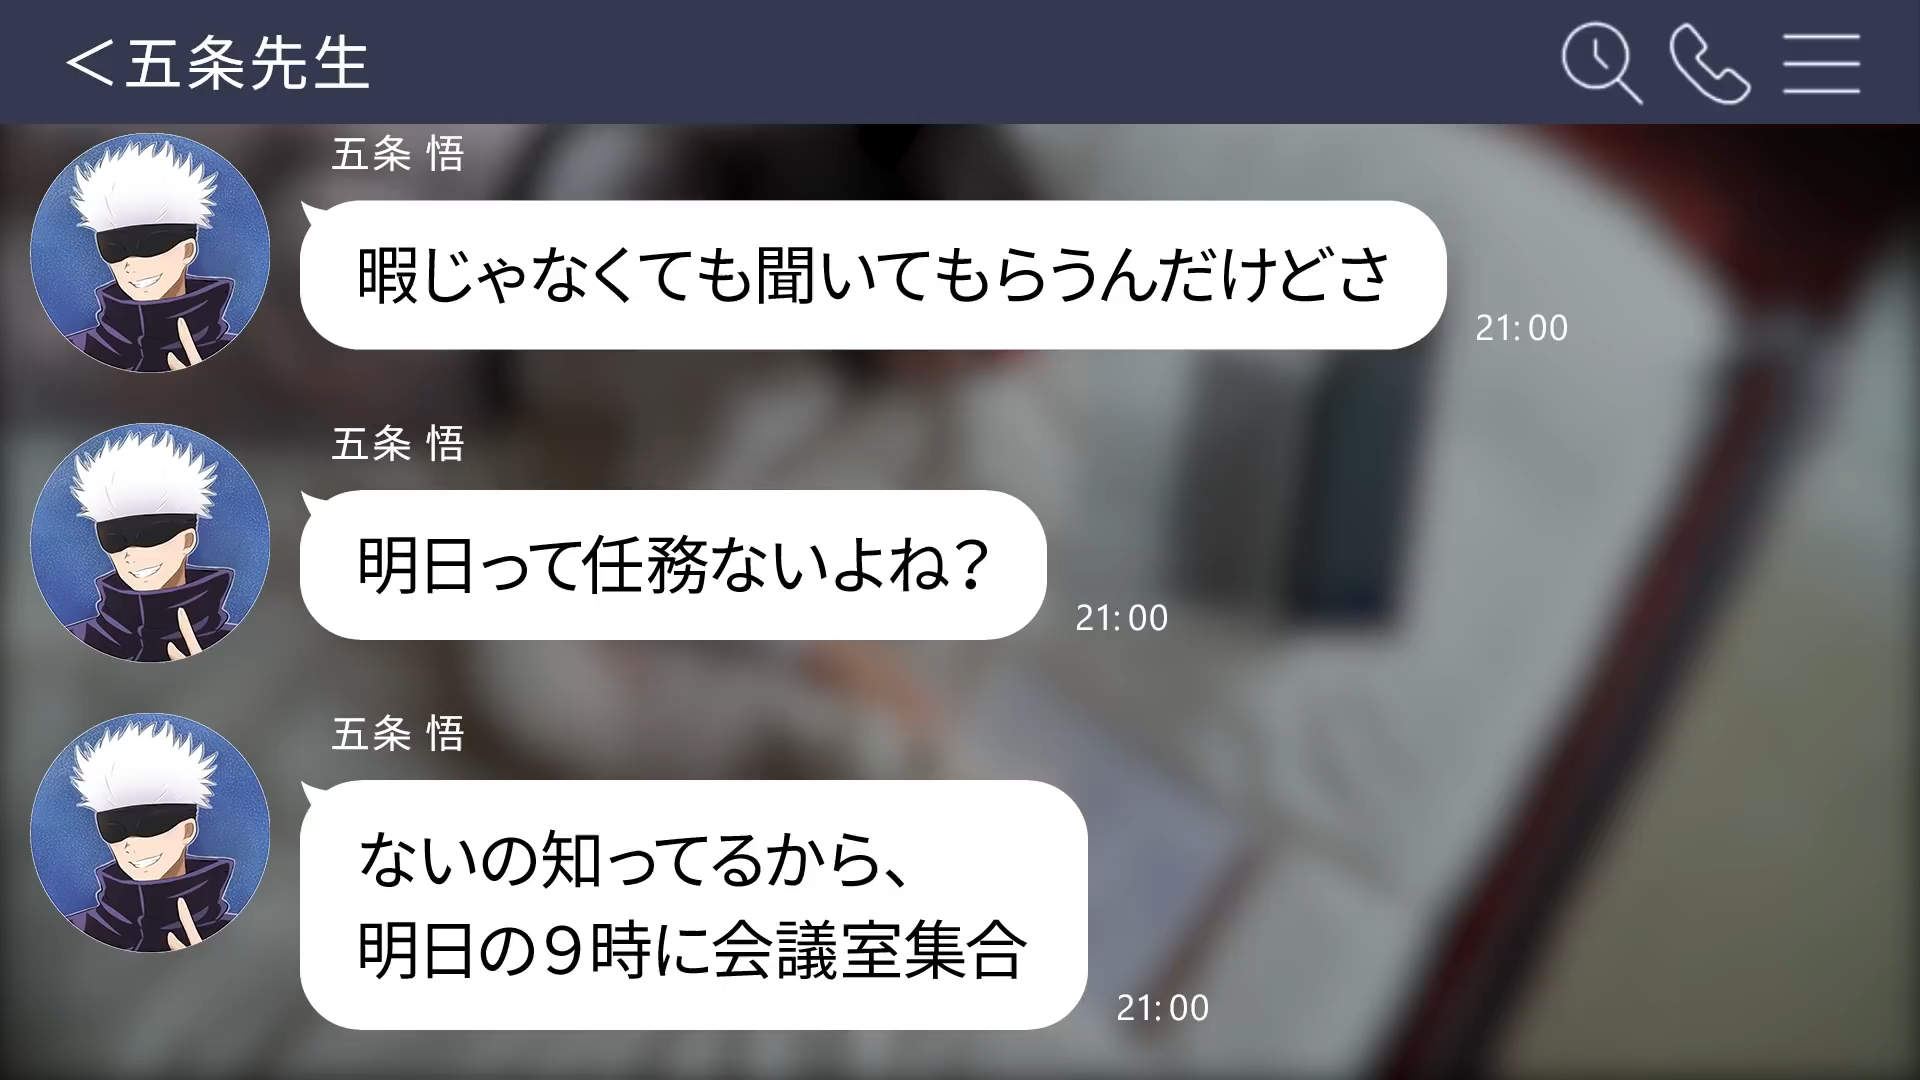 ＜五条先生
五条 悟
暇じゃなくても聞いてもらうんだけどさ
21:00
五条 悟
明日って任務ないよね？
21:00
五条 悟
ないの知ってるから、
明日の９時に会議室集合
21:00